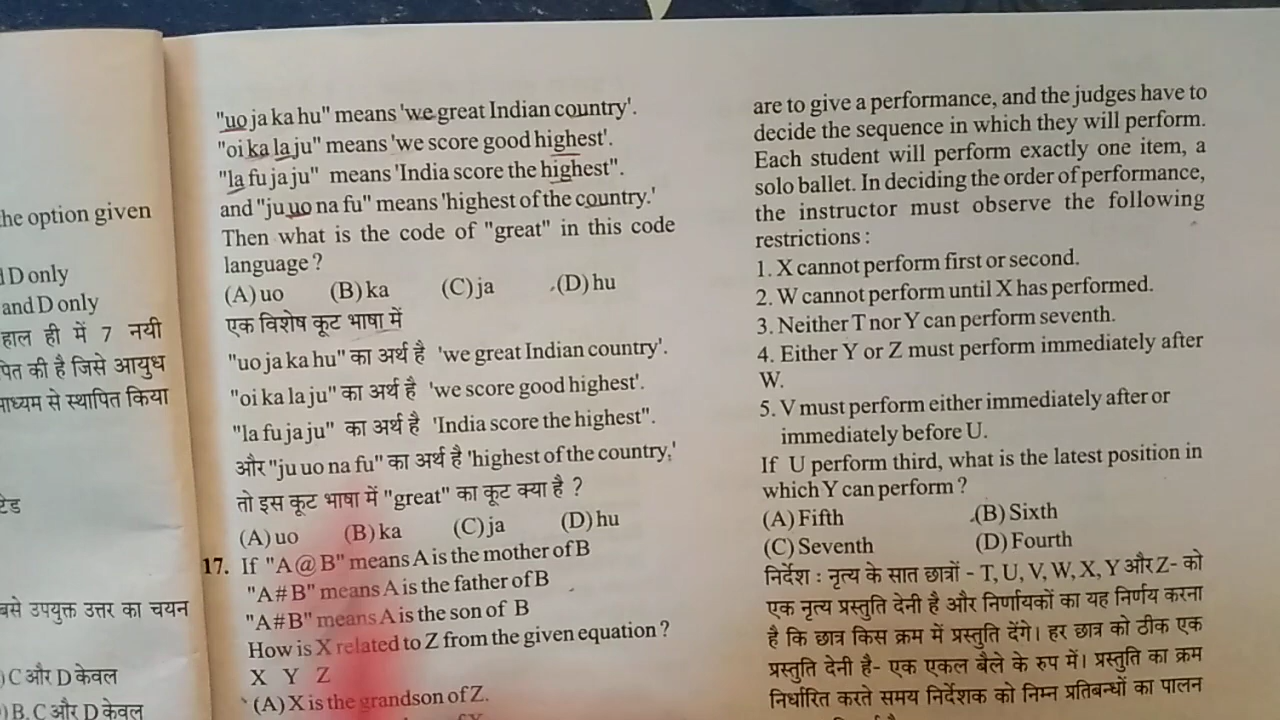 he option given
D only
and D only
हाल ही में 7 नयी
पित की है जिसे आयुध
माध्यम से स्थापित किया
टेड
बसे उपयुक्त उत्तर का चयन
) C और D केवल
) B, C और D केवल
"uo ja ka hu" means 'we great Indian country'.
"oi ka la ju" means 'we score good highest'.
"la fu ja ju" means 'India score the highest".
and "ju uo na fu" means 'highest of the country.'
Then what is the code of "great" in this code
language ?
(A) uo (B) ka (C) ja (D) hu
एक विशेष कूट भाषा में
"uo ja ka hu" का अर्थ है 'we great Indian country'.
"oi ka la ju" का अर्थ है 'we score good highest'.
"la fu ja ju" का अर्थ है 'India score the highest".
और "ju uo na fu" का अर्थ है 'highest of the country,'
तो इस कूट भाषा में "great" का कूट क्या है ?
(A) uo (B) ka (C) ja (D) hu
17. If "A @ B" means A is the mother of B
"A # B" means A is the father of B
"A # B" means A is the son of B
How is X related to Z from the given equation ?
X Y Z
(A) X is the grandson of Z.
are to give a performance, and the judges have to
decide the sequence in which they will perform.
Each student will perform exactly one item, a
solo ballet. In deciding the order of performance,
the instructor must observe the following
restrictions :
1. X cannot perform first or second.
2. W cannot perform until X has performed.
3. Neither T nor Y can perform seventh.
4. Either Y or Z must perform immediately after
W.
5. V must perform either immediately after or
immediately before U.
If U perform third, what is the latest position in
which Y can perform ?
(A) Fifth (B) Sixth
(C) Seventh (D) Fourth
निर्देश : नृत्य के सात छात्रों - T, U, V, W, X, Y और Z- को
एक नृत्य प्रस्तुति देनी है और निर्णायकों का यह निर्णय करना
है कि छात्र किस क्रम में प्रस्तुति देंगे। हर छात्र को ठीक एक
प्रस्तुति देनी है- एक एकल बैले के रुप में। प्रस्तुति का क्रम
निर्धारित करते समय निर्देशक को निम्न प्रतिबन्धों का पालन